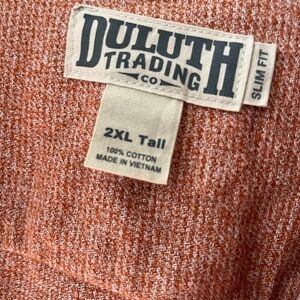 DULUTH
TRADING
CO
SLIM FIT
2XL Tall
100% COTTON
MADE IN VIETNAM